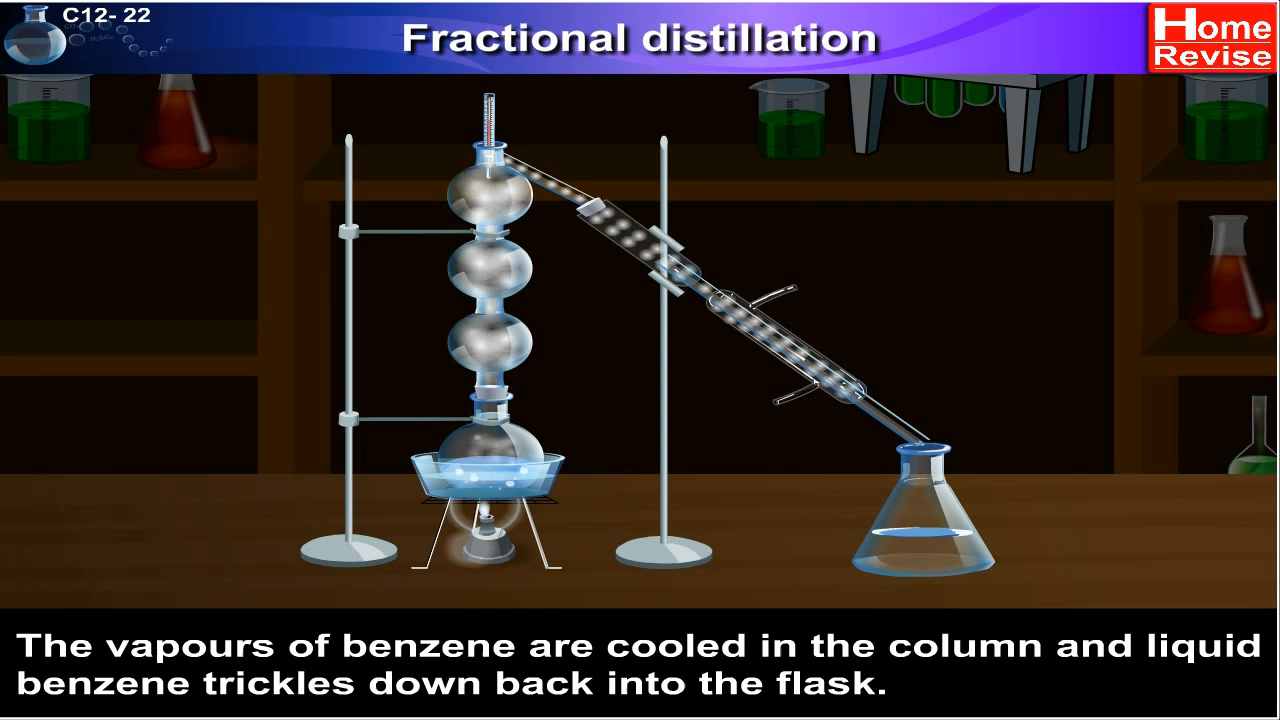 C12- 22
Fractional distillation
Home
Revise
H₂SO₄
The vapours of benzene are cooled in the column and liquid
benzene trickles down back into the flask.